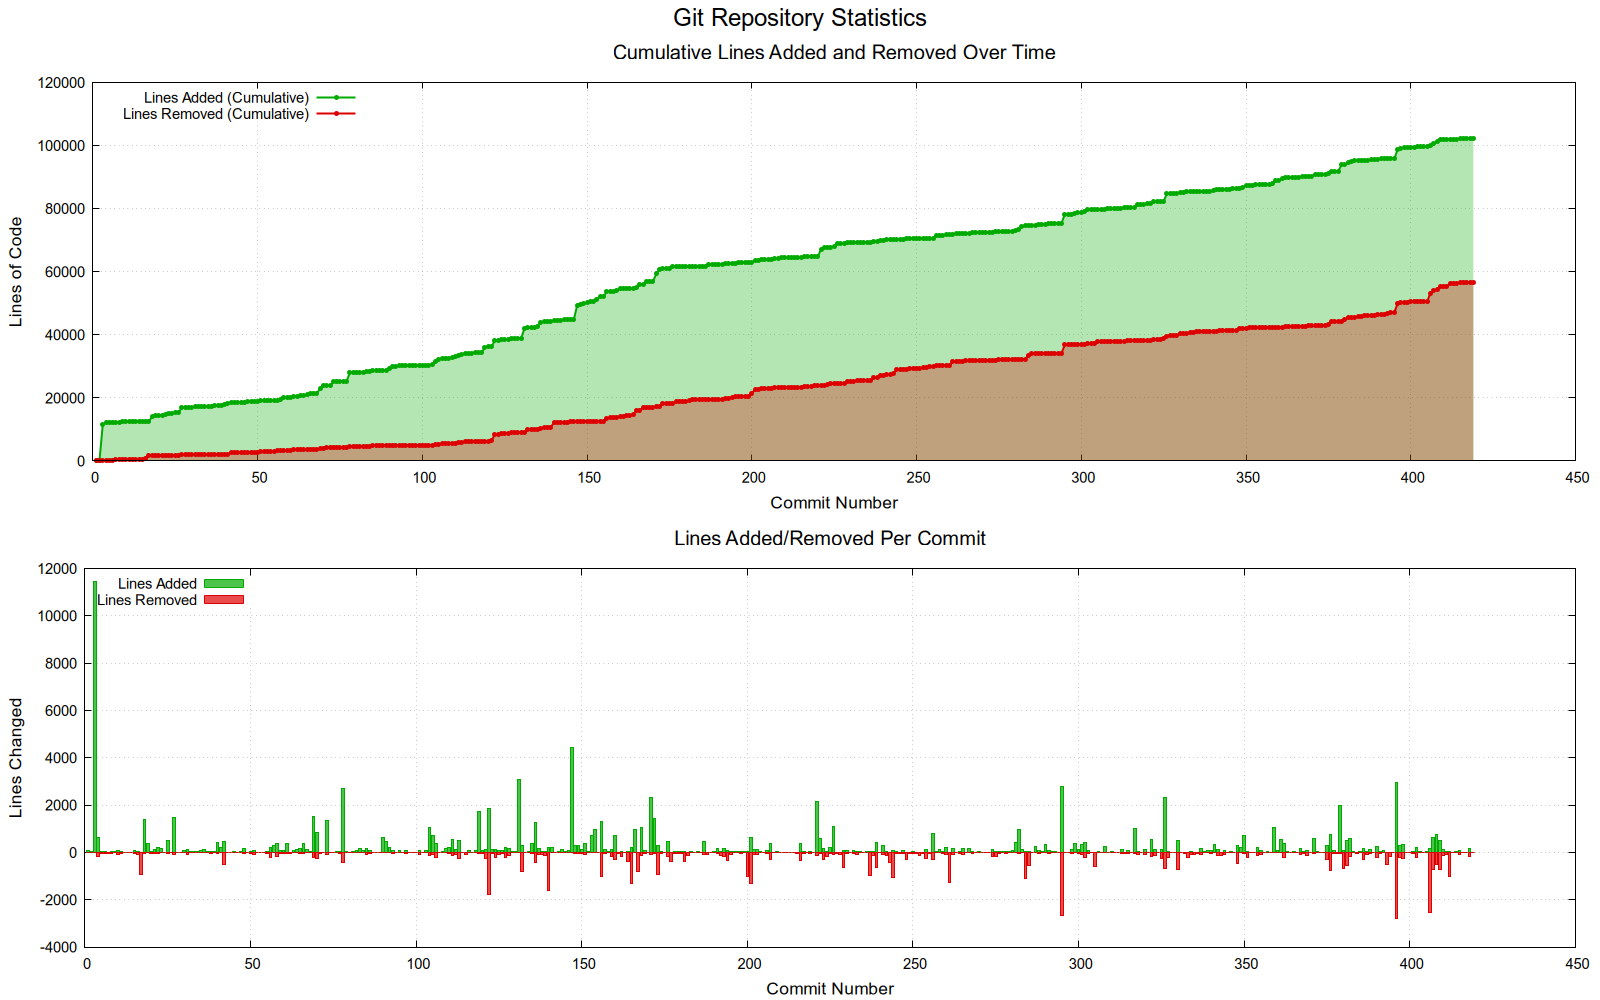 Git Repository Statistics
Cumulative Lines Added and Removed Over Time
120000
100000
80000
60000
40000
20000
0
Lines of Code
Lines Added (Cumulative)
Lines Removed (Cumulative)
0 50 100 150 200 250 300 350 400 450
Commit Number
Lines Added/Removed Per Commit
12000
10000
8000
6000
4000
2000
0
-2000
-4000
Lines Changed
Lines Added
Lines Removed
0 50 100 150 200 250 300 350 400 450
Commit Number